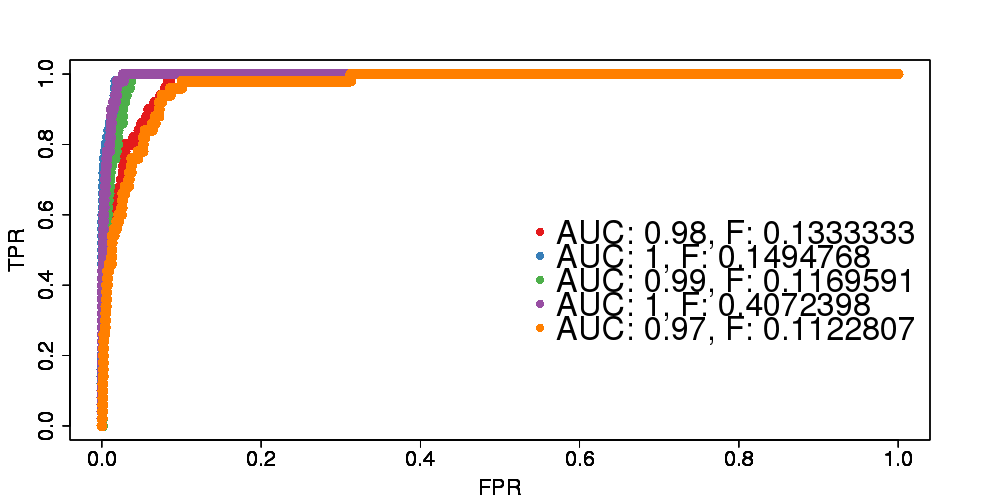 1.0
0.8
0.6
0.4
0.2
0.0
TPR
AUC: 0.98, F: 0.1333333
AUC: 1, F: 0.1494768
AUC: 0.99, F: 0.1169591
AUC: 1, F: 0.4072398
AUC: 0.97, F: 0.1122807
0.0 0.2 0.4 0.6 0.8 1.0
FPR